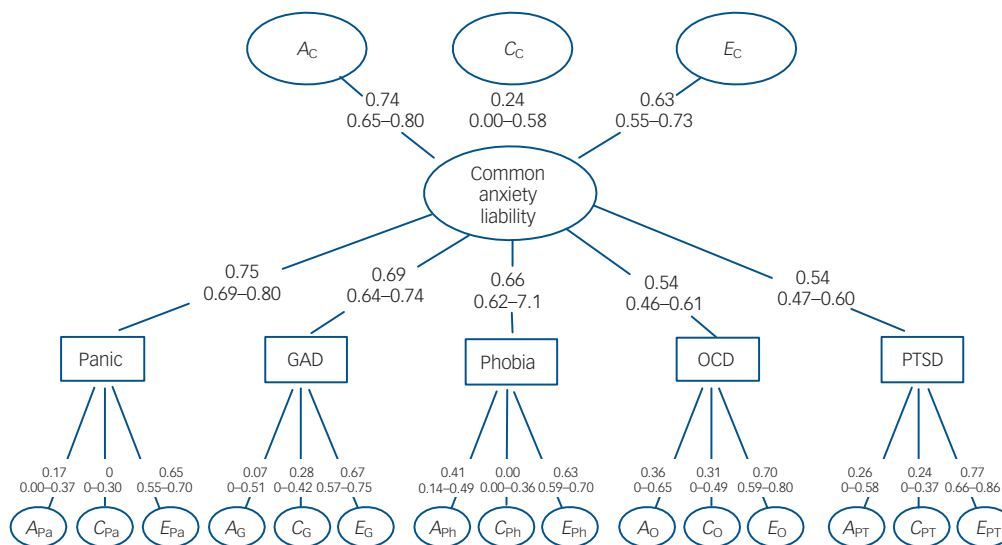 AC CC EC
0.74 0.24 0.63
0.65–0.80 0.00–0.58 0.55–0.73
Common
anxiety
liability
0.75 0.69 0.66 0.54 0.54
0.69–0.80 0.64–0.74 0.62–7.1 0.46–0.61 0.47–0.60
Panic GAD Phobia OCD PTSD
0.17 0 0.65 0.07 0.28 0.67 0.41 0.00 0.63 0.36 0.31 0.70 0.26 0.24 0.77
0.00–0.37 0–0.30 0.55–0.70 0–0.51 0–0.42 0.57–0.75 0.14–0.49 0.00–0.36 0.59–0.70 0–0.65 0–0.49 0.59–0.80 0–0.58 0–0.37 0.66–0.86
APa CPa EPa AG CG EG APh CPh EPh AO CO EO APT CPT EPT